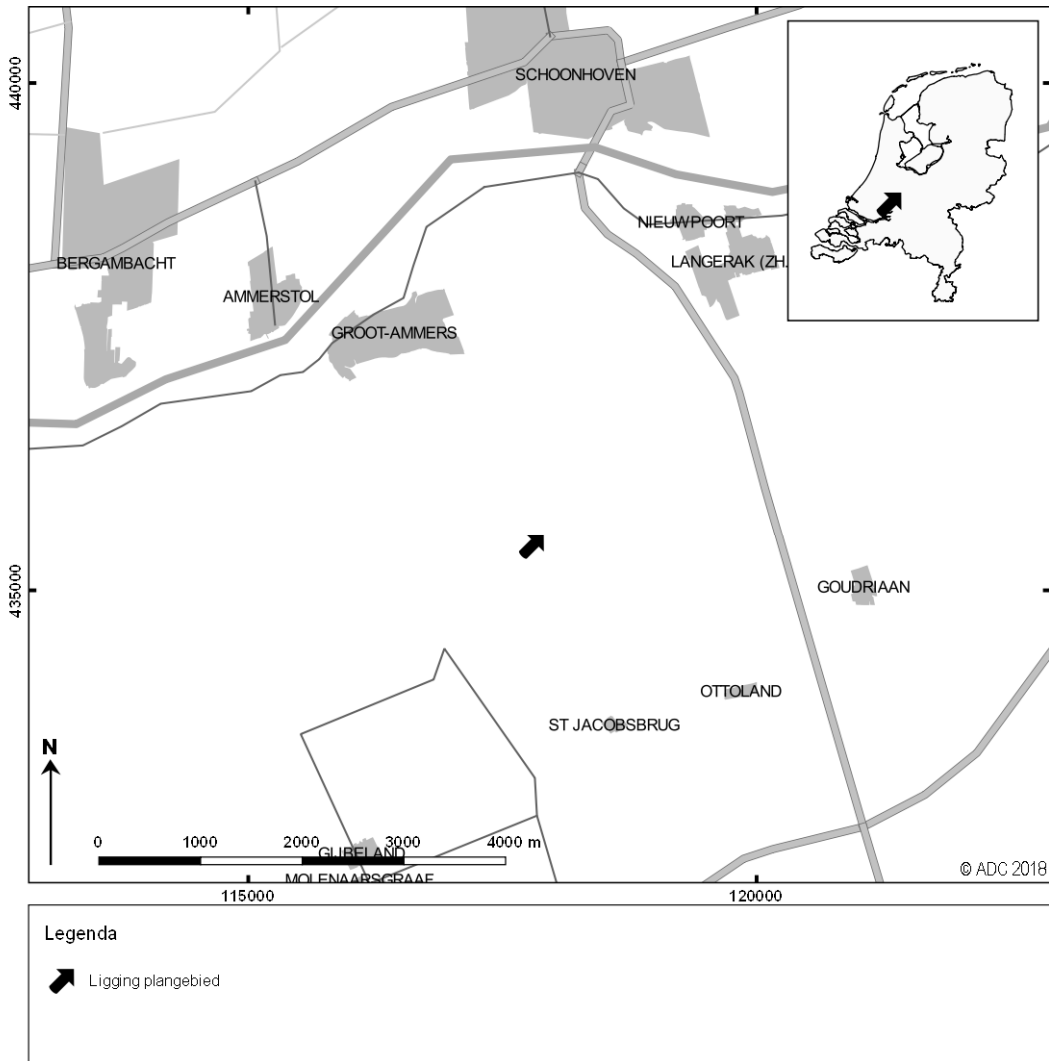 SCHOONHOVEN
440000
NIEUWPOORT
BERGAMBACHT
LANGERAK (ZH.
AMMERSTOL
GROOT-AMMERS
435000
GOUDRIAAN
OTTOLAND
ST JACOBSBRUG
N
0 1000 2000 3000 4000 m
GIJBELAND
MOLENAARSGRAAF
© ADC 2018
115000 120000
Legenda
Ligging plangebied